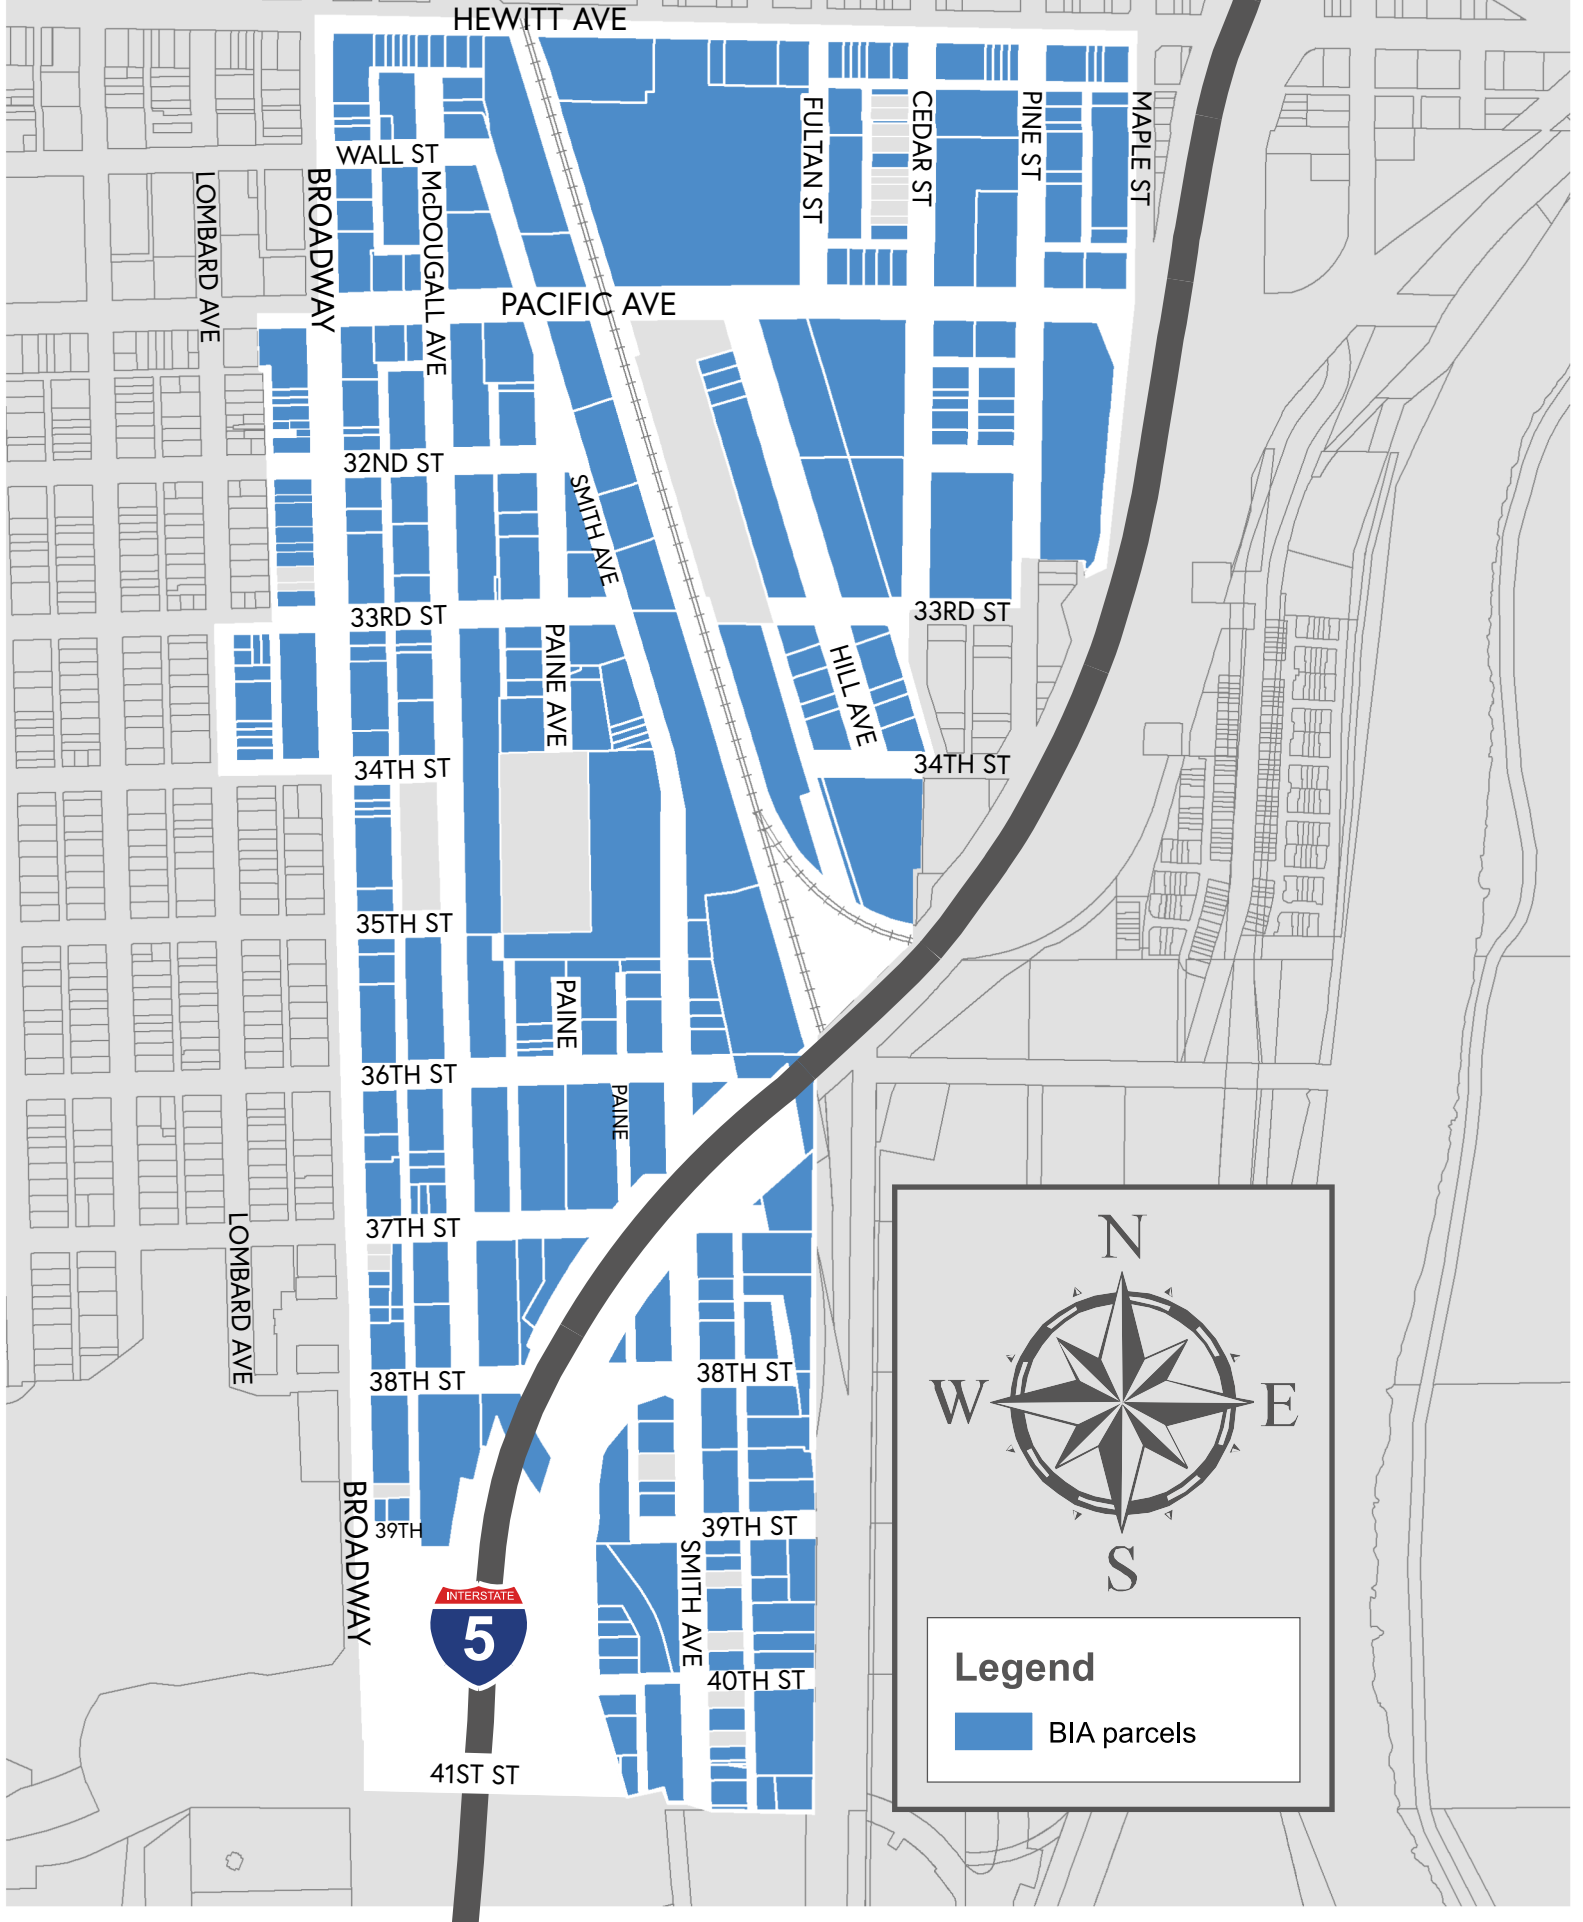 HEWITT AVE
FULTAN ST
CEDAR ST
PINE ST
MAPLE ST
WALL ST
LOMBARD AVE
BROADWAY
McDOUGALL AVE
PACIFIC AVE
32ND ST
SMITH AVE
33RD ST
33RD ST
PAINE AVE
HILL AVE
34TH ST
34TH ST
35TH ST
PAINE
36TH ST
PAINE
37TH ST
LOMBARD AVE
38TH ST
38TH ST
BROADWAY
39TH
39TH ST
SMITH AVE
INTERSTATE
5
40TH ST
41ST ST
N
W
E
S
Legend
BIA parcels